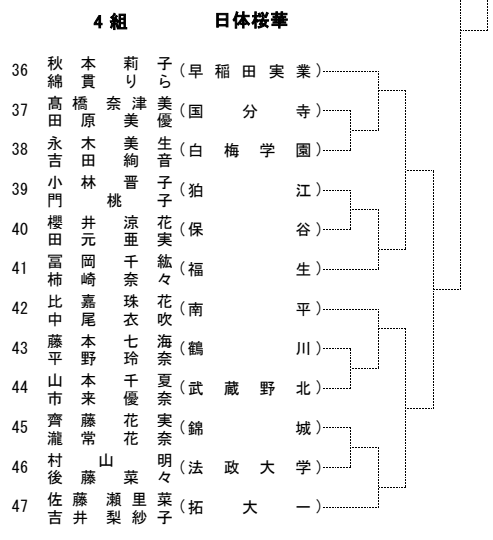 4 組 日体桜華
36 秋本 莉子 (早稲田実業)
綿貫 りら
37 髙橋 奈津美 (国分寺)
田原 美優
38 永木 美生 (白梅学園)
吉田 絢音
39 小林 晋子 (狛江)
門 桃子
40 櫻井 涼花 (保谷)
田元 亜実
41 冨岡 千紘 (福生)
柿崎 奈々
42 比嘉 珠花 (南平)
中尾 衣吹
43 藤本 七海 (鶴川)
平野 玲奈
44 山本 千夏 (武蔵野北)
市来 優奈
45 齊藤 花実 (錦城)
瀧常 花奈
46 村山 明 (法政大学)
後藤 菜々
47 佐藤 瀬里菜 (拓大一)
吉井 梨紗子